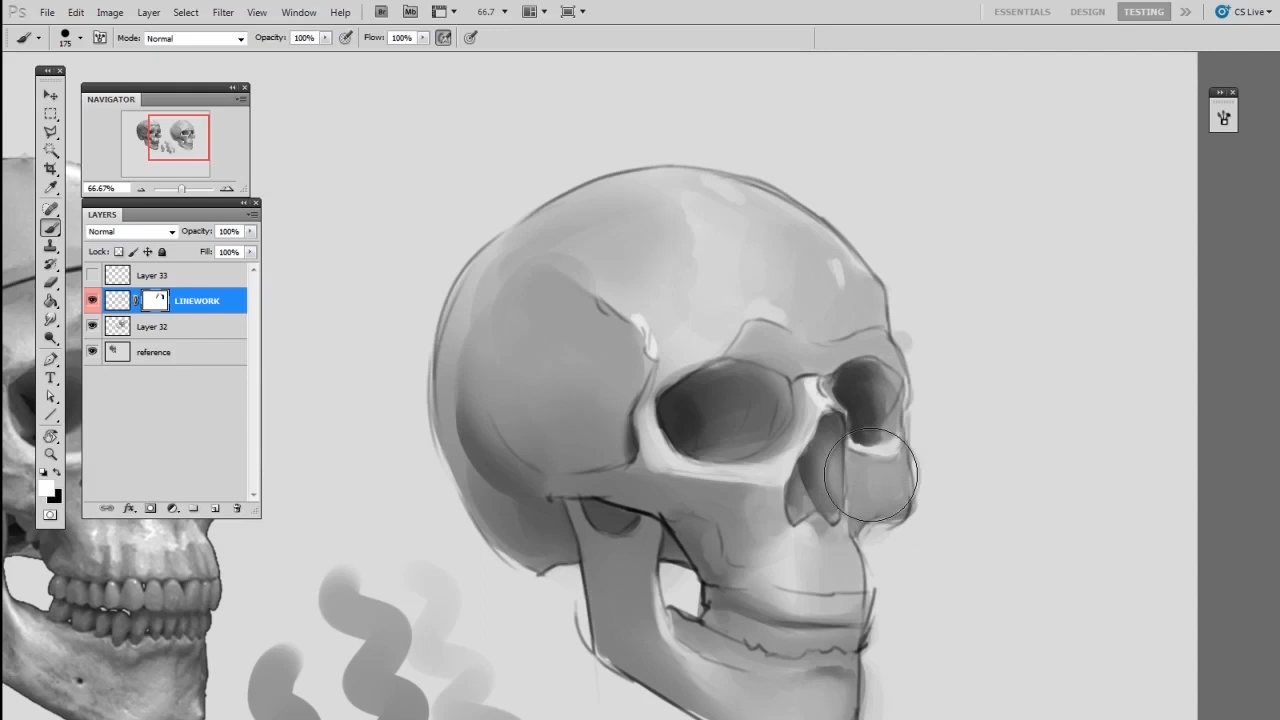 Ps File Edit Image Layer Select Filter View Window Help Br Mb 66.7 ESSENTIALS DESIGN TESTING CS Live
175 Mode: Normal Opacity: 100% Flow: 100%
NAVIGATOR
66.67%
LAYERS
Normal Opacity: 100%
Lock: Fill: 100%
Layer 33
LINEWORK
Layer 32
reference
T
fx